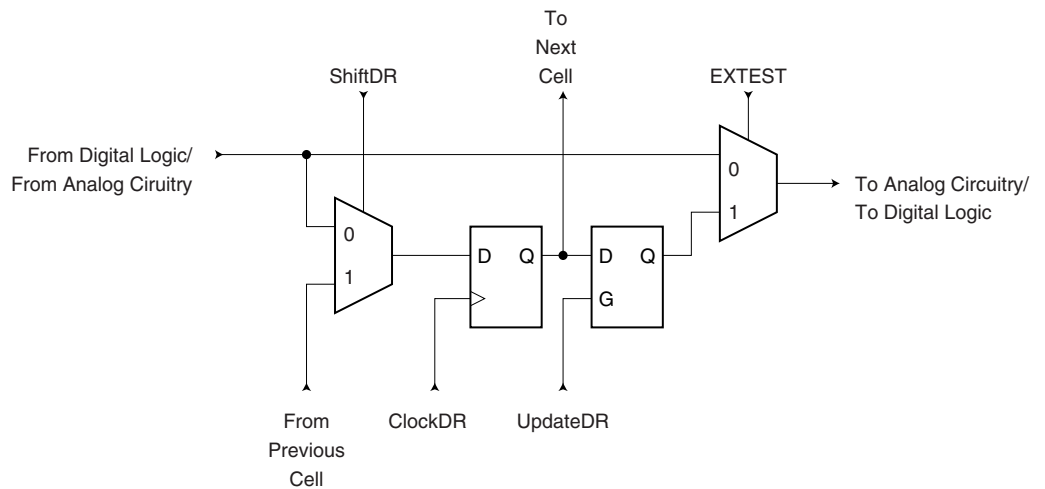 To
Next
Cell
ShiftDR
EXTEST
From Digital Logic/
From Analog Ciruitry
0
1
To Analog Circuitry/
To Digital Logic
0
1
D Q
D Q
G
From
Previous
Cell
ClockDR
UpdateDR